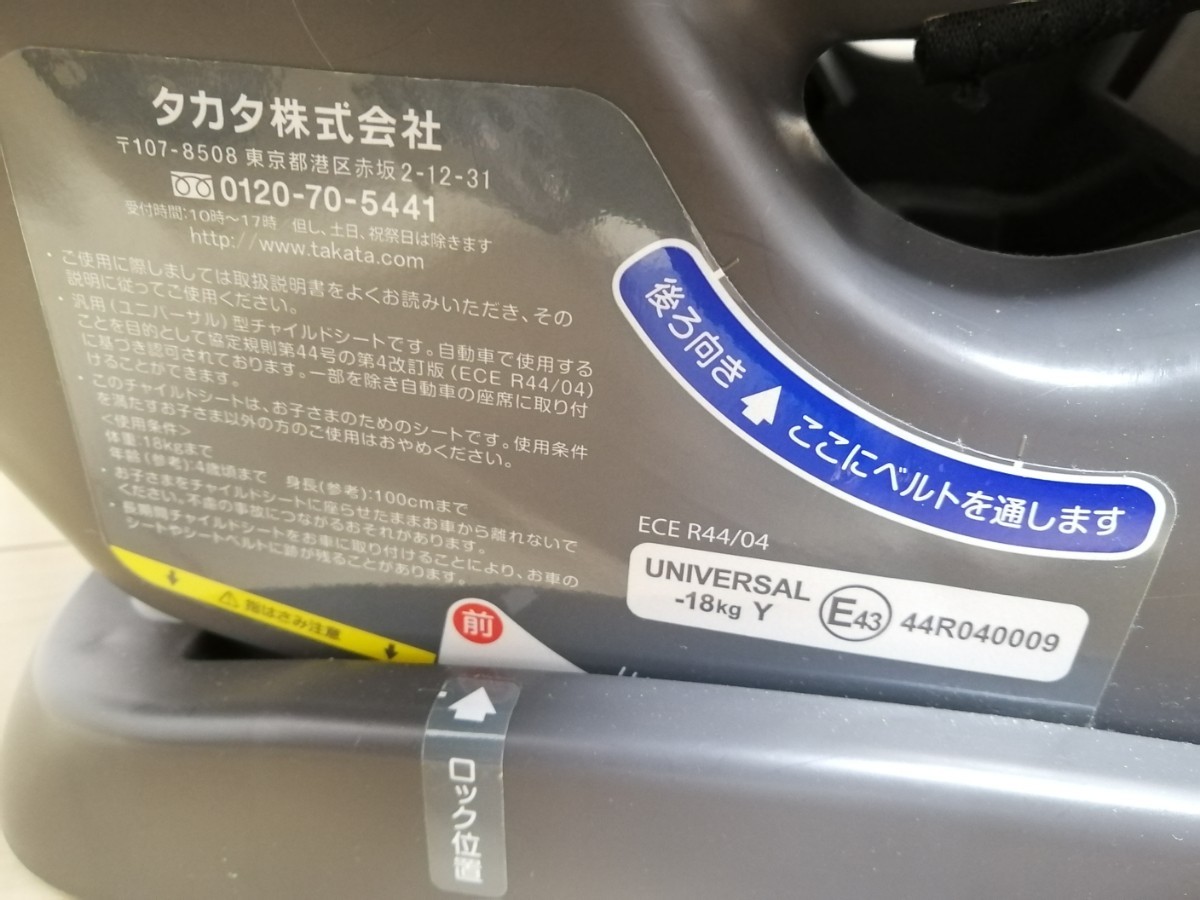 タカタ株式会社
〒107-8508 東京都港区赤坂2-12-31
0120-70-5441
受付時間:10時〜17時 但し、土日、祝祭日は除きます
http://www.takata.com
・ご使用に際しましては取扱説明書をよくお読みいただき、その
説明に従ってご使用ください。
・汎用(ユニバーサル)型チャイルドシートです。自動車で使用する
ことを目的として協定規則第44号の第4改訂版(ECE R44/04)
に基づき認可されております。一部を除き自動車の座席に取り付
けることができます。
・このチャイルドシートは、お子さまのためのシートです。使用条件
を満たすお子さま以外の方のご使用はおやめください。
<使用条件>
体重:18kgまで
年齢(参考):4歳頃まで 身長(参考):100cmまで
・お子さまをチャイルドシートに座らせたままお車から離れないで
ください。不慮の事故につながるおそれがあります。
・長期間チャイルドシートをお車に取り付けることにより、お車の
シートやシートベルトに跡が残ることがあります。
後ろ向き ↑ ここにベルトを通します
ECE R44/04
UNIVERSAL
-18kg Y
E43 44R040009
⚠ 指はさみ注意
前
ロック位置